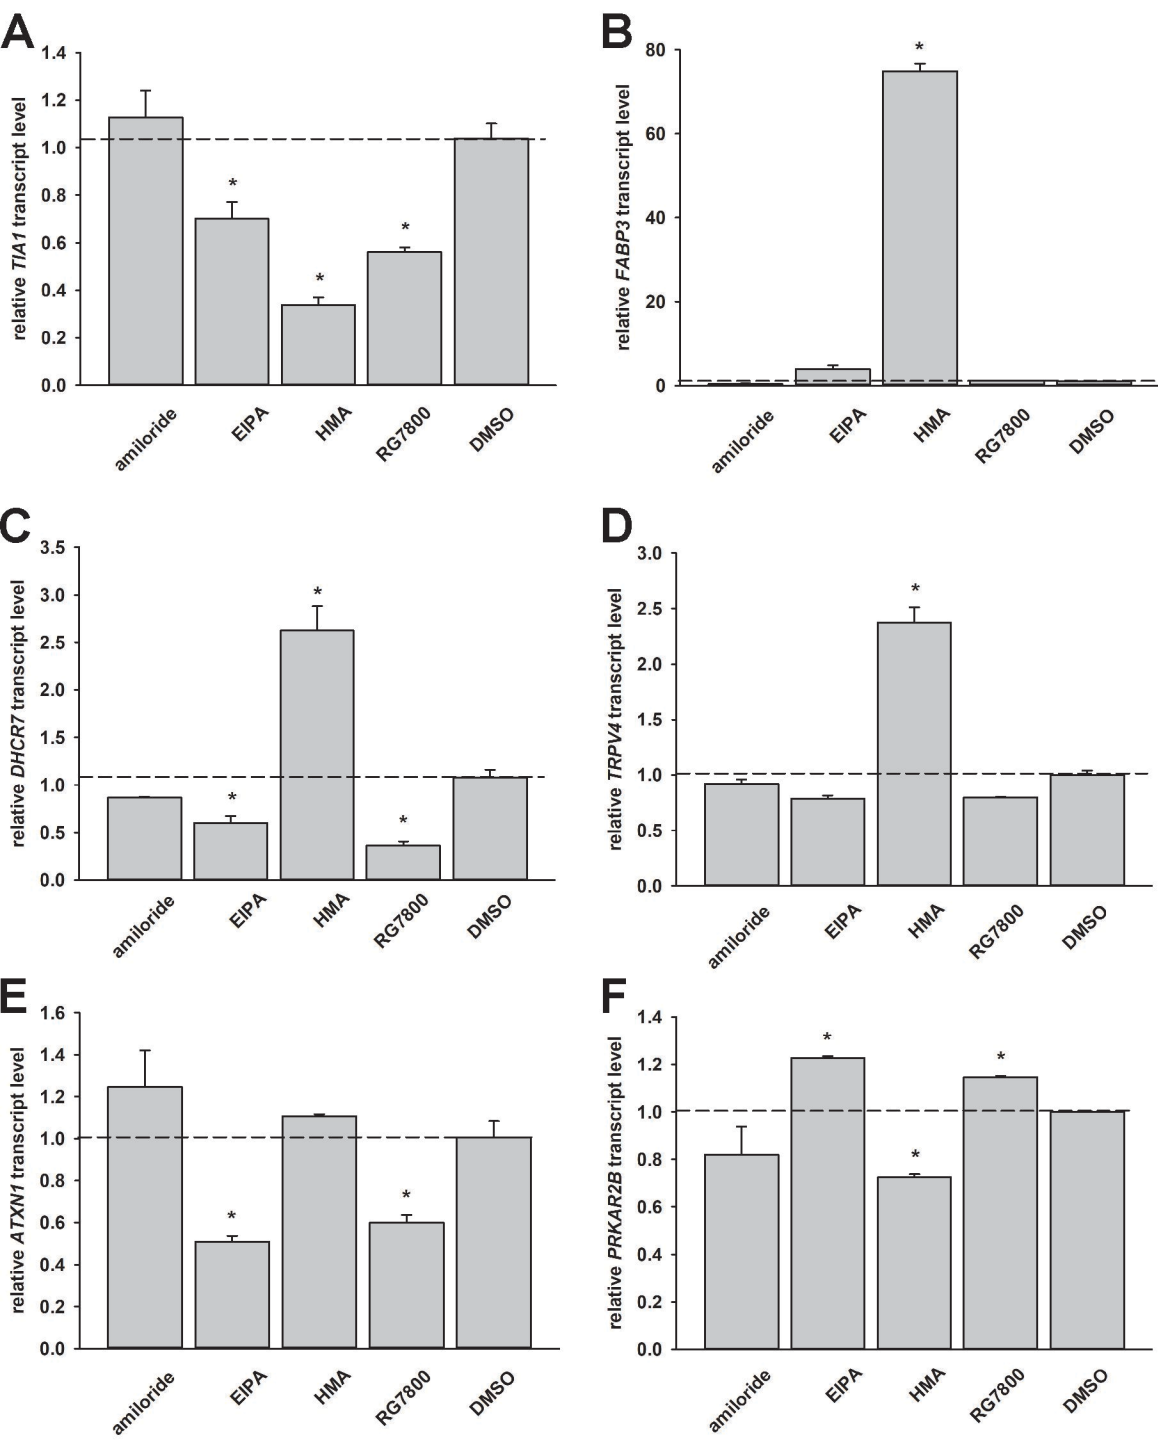 A
relative TIA1 transcript level
1.4
1.2
1.0
0.8
0.6
0.4
0.2
0.0
*
*
*
amiloride
EIPA
HMA
RG7800
DMSO
B
relative FABP3 transcript level
80
60
40
20
0
*
amiloride
EIPA
HMA
RG7800
DMSO
C
relative DHCR7 transcript level
3.5
3.0
2.5
2.0
1.5
1.0
0.5
0.0
*
*
*
amiloride
EIPA
HMA
RG7800
DMSO
D
relative TRPV4 transcript level
3.0
2.5
2.0
1.5
1.0
0.5
0.0
*
amiloride
EIPA
HMA
RG7800
DMSO
E
relative ATXN1 transcript level
1.6
1.4
1.2
1.0
0.8
0.6
0.4
0.2
0.0
*
*
amiloride
EIPA
HMA
RG7800
DMSO
F
relative PRKAR2B transcript level
1.4
1.2
1.0
0.8
0.6
0.4
0.2
0.0
*
*
*
amiloride
EIPA
HMA
RG7800
DMSO